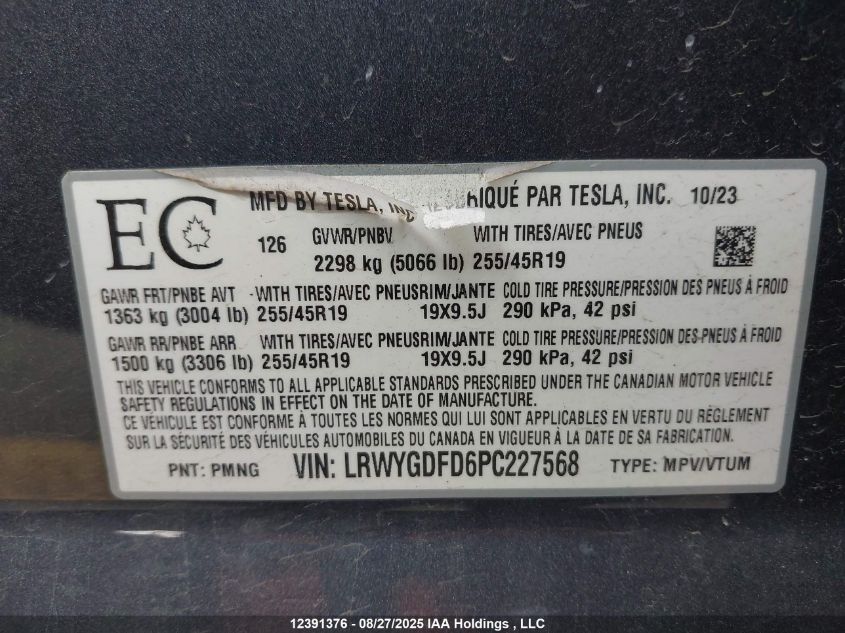 EC
MFD BY TESLA, INC RIQUÉ PAR TESLA, INC. 10/23
126 GVWR/PNBV WITH TIRES/AVEC PNEUS
2298 kg (5066 lb) 255/45R19
GAWR FRT/PNBE AVT -WITH TIRES/AVEC PNEUS RIM/JANTE COLD TIRE PRESSURE/PRESSION DES PNEUS À FROID
1363 kg (3004 lb) 255/45R19 19X9.5J 290 kPa, 42 psi
GAWR RR/PNBE ARR WITH TIRES/AVEC PNEUS RIM/JANTE COLD TIRE PRESSURE/PRESSION DES PNEUS À FROID
1500 kg (3306 lb) 255/45R19 19X9.5J 290 kPa, 42 psi
THIS VEHICLE CONFORMS TO ALL APPLICABLE STANDARDS PRESCRIBED UNDER THE CANADIAN MOTOR VEHICLE
SAFETY REGULATIONS IN EFFECT ON THE DATE OF MANUFACTURE.
CE VÉHICULE EST CONFORME À TOUTES LES NORMES QUI LUI SONT APPLICABLES EN VERTU DU RÈGLEMENT
SUR LA SÉCURITÉ DES VÉHICULES AUTOMOBILES DU CANADA EN VIGUEUR À LA DATE DE SA FABRICATION.
PNT: PMNG VIN: LRWYGDFD6PC227568 TYPE: MPV/VTUM
12391376 - 08/27/2025 IAA Holdings , LLC